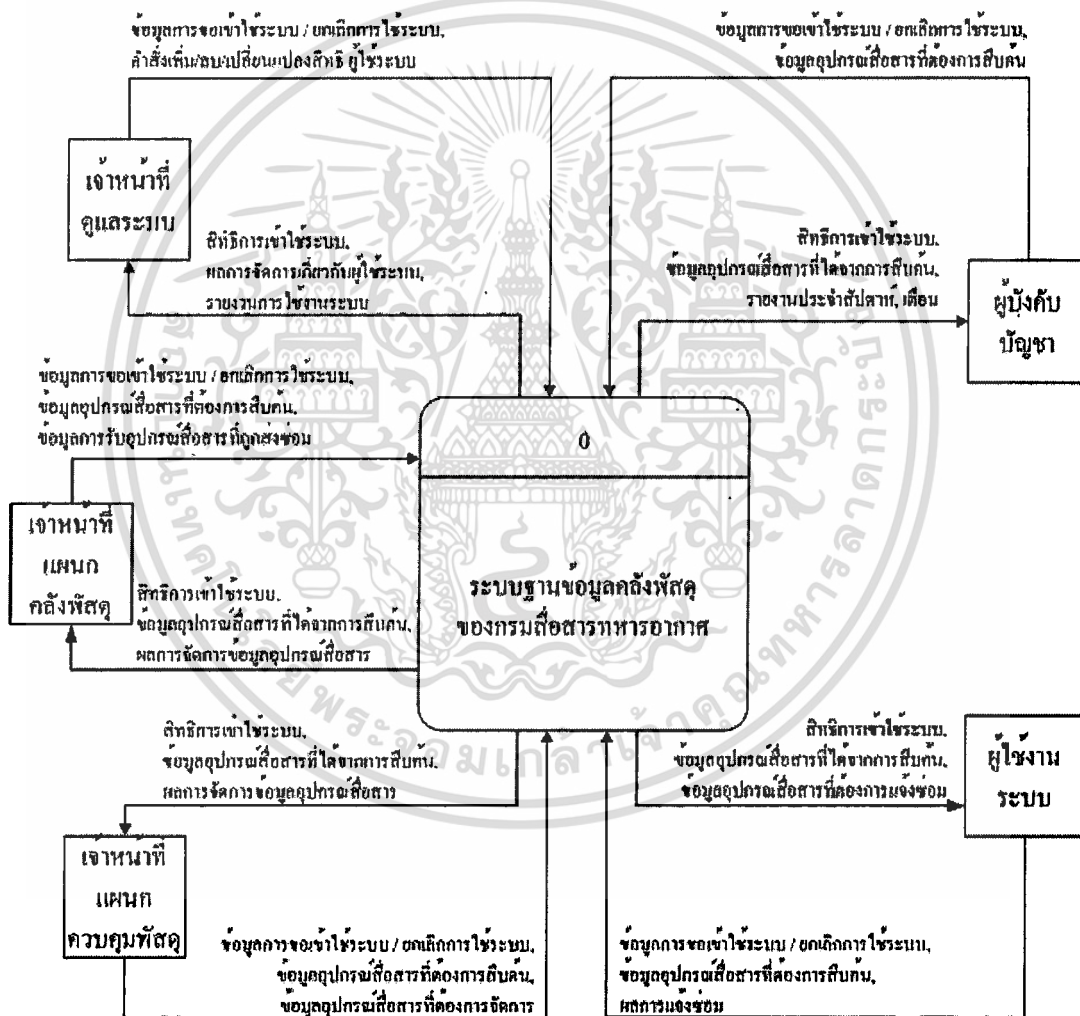 ข้อมูลการขอเข้าใช้ระบบ / ยกเลิกการใช้ระบบ,
คำสั่งเพิ่ม/ลบ/เปลี่ยนแปลงสิทธิ ผู้ใช้ระบบ
ข้อมูลการขอเข้าใช้ระบบ / ยกเลิกการใช้ระบบ,
ข้อมูลอุปกรณ์สื่อสารที่ต้องการสืบค้น
เจ้าหน้าที่
ดูแลระบบ
สิทธิการเข้าใช้ระบบ,
ผลการจัดการเกี่ยวกับผู้ใช้ระบบ,
รายงานการใช้งานระบบ
สิทธิการเข้าใช้ระบบ,
ข้อมูลอุปกรณ์สื่อสารที่ได้จากการสืบค้น,
รายงานประจำสัปดาห์, เดือน
ผู้บังคับ
บัญชา
ข้อมูลการขอเข้าใช้ระบบ / ยกเลิกการใช้ระบบ,
ข้อมูลอุปกรณ์สื่อสารที่ต้องการสืบค้น,
ข้อมูลการรับอุปกรณ์สื่อสารที่ถูกส่งซ่อม
0
เจ้าหน้าที่
แผนก
คลังพัสดุ
ระบบฐานข้อมูลคลังพัสดุ
ของกรมสื่อสารทหารอากาศ
สิทธิการเข้าใช้ระบบ,
ข้อมูลอุปกรณ์สื่อสารที่ได้จากการสืบค้น,
ผลการจัดการข้อมูลอุปกรณ์สื่อสาร
สิทธิการเข้าใช้ระบบ,
ข้อมูลอุปกรณ์สื่อสารที่ได้จากการสืบค้น,
ผลการจัดการข้อมูลอุปกรณ์สื่อสาร
สิทธิการเข้าใช้ระบบ,
ข้อมูลอุปกรณ์สื่อสารที่ได้จากการสืบค้น,
ข้อมูลอุปกรณ์สื่อสารที่ต้องการแจ้งซ่อม
ผู้ใช้งาน
ระบบ
เจ้าหน้าที่
แผนก
ควบคุมพัสดุ
ข้อมูลการขอเข้าใช้ระบบ / ยกเลิกการใช้ระบบ,
ข้อมูลอุปกรณ์สื่อสารที่ต้องการสืบค้น,
ข้อมูลอุปกรณ์สื่อสารที่ต้องการจัดการ
ข้อมูลการขอเข้าใช้ระบบ / ยกเลิกการใช้ระบบ,
ข้อมูลอุปกรณ์สื่อสารที่ต้องการสืบค้น,
ผลการแจ้งซ่อม